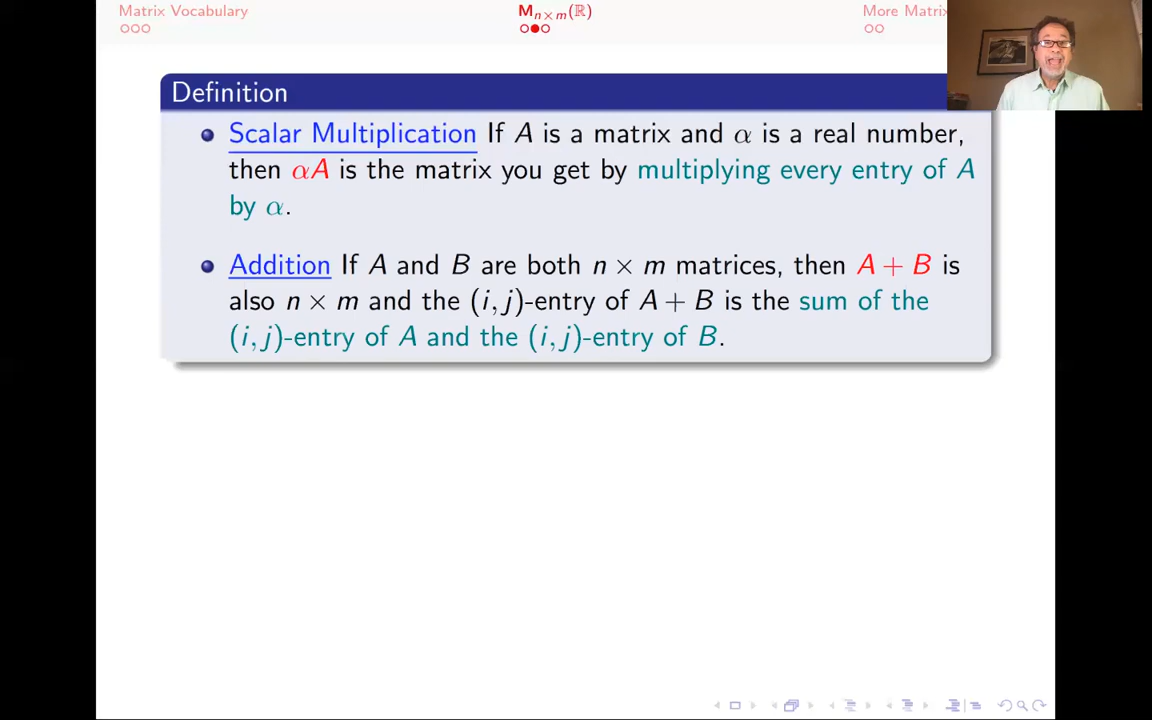 Matrix Vocabulary
M_{n×m}(ℝ)
More Matrix
Definition
Scalar Multiplication If A is a matrix and α is a real number,
then αA is the matrix you get by multiplying every entry of A
by α.
Addition If A and B are both n × m matrices, then A + B is
also n × m and the (i, j)-entry of A + B is the sum of the
(i, j)-entry of A and the (i, j)-entry of B.